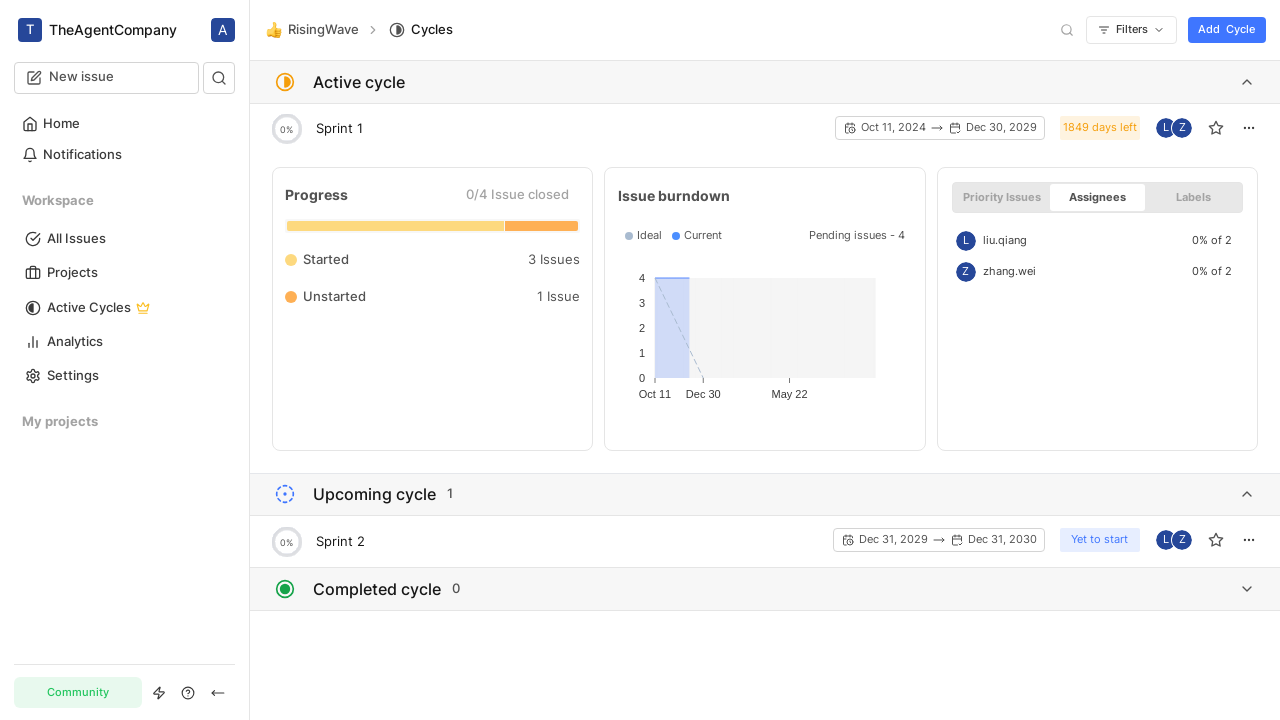 T TheAgentCompany A
New issue
Home
Notifications
Workspace
All Issues
Projects
Active Cycles
Analytics
Settings
My projects
Community
RisingWave Cycles Filters Add Cycle
Active cycle
0% Sprint 1 Oct 11, 2024 Dec 30, 2029 1849 days left L Z
Progress 0/4 Issue closed
Started 3 Issues
Unstarted 1 Issue
Issue burndown
Ideal Current Pending issues - 4
4
3
2
1
0
Oct 11 Dec 30 May 22
Priority Issues Assignees Labels
L liu.qiang 0% of 2
Z zhang.wei 0% of 2
Upcoming cycle 1
0% Sprint 2 Dec 31, 2029 Dec 31, 2030 Yet to start L Z
Completed cycle 0